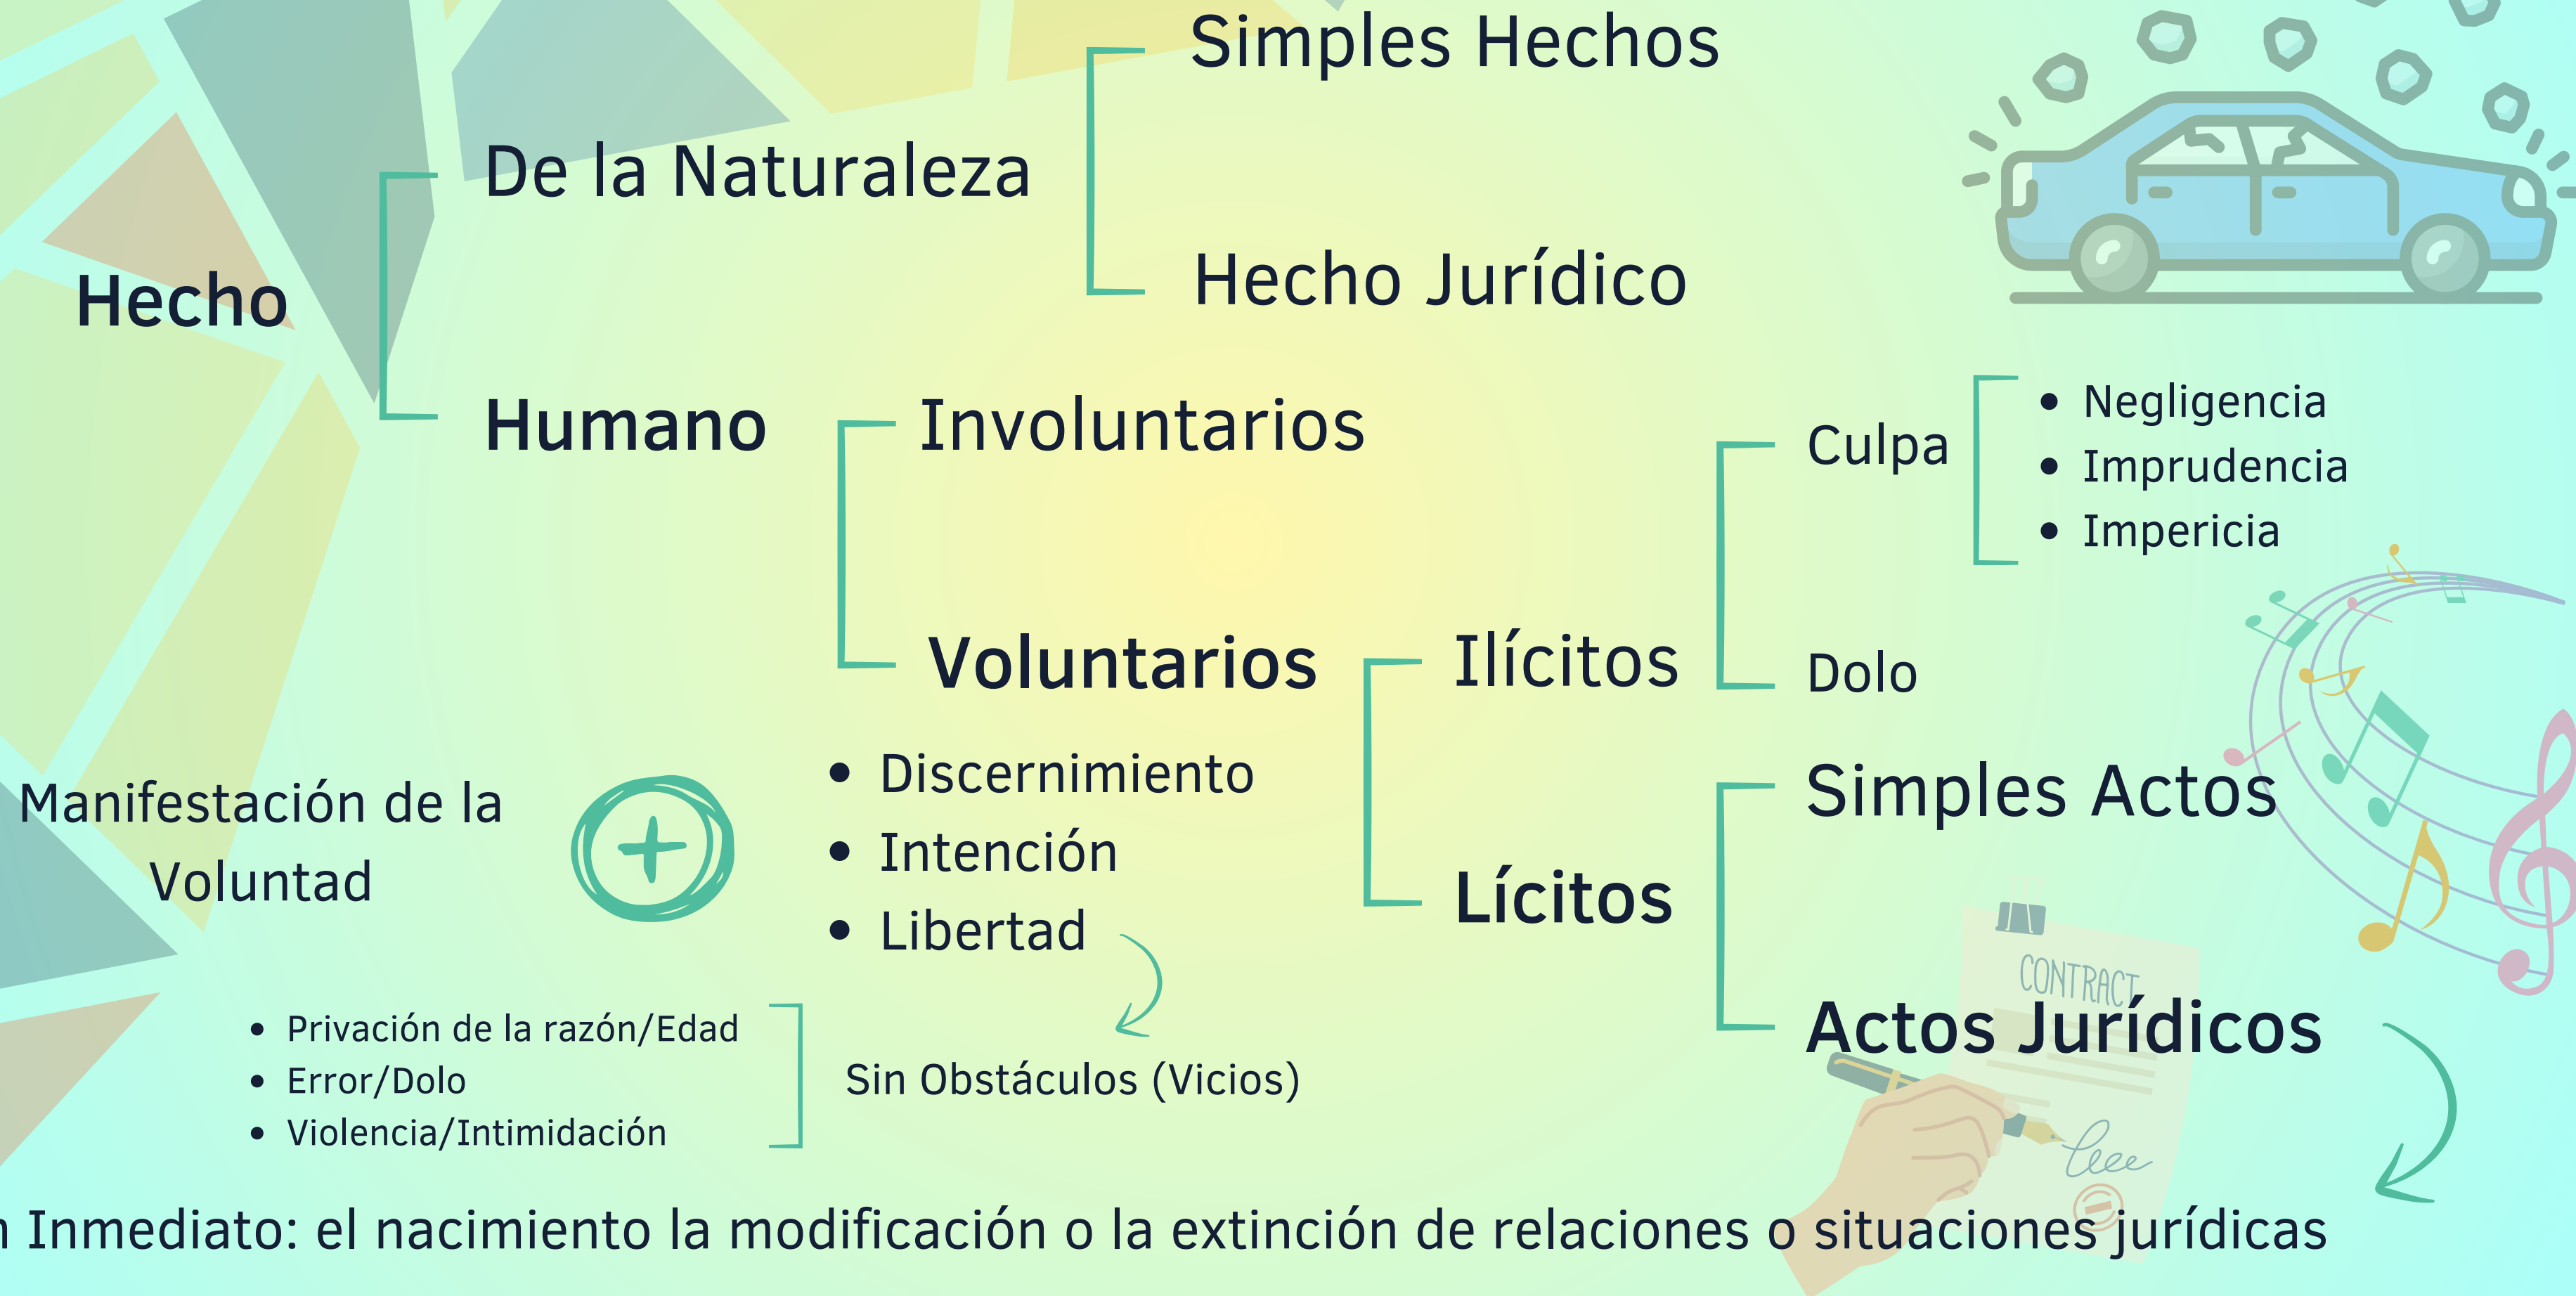 Simples Hechos
De la Naturaleza
Hecho Jurídico
Hecho
Humano
Involuntarios
Culpa
• Negligencia
• Imprudencia
• Impericia
Voluntarios
Ilícitos
Dolo
• Discernimiento
• Intención
• Libertad
Manifestación de la
Voluntad
+
Simples Actos
Lícitos
CONTRACT
Actos Jurídicos
• Privación de la razón/Edad
• Error/Dolo
• Violencia/Intimidación
Sin Obstáculos (Vicios)
Inmediato: el nacimiento la modificación o la extinción de relaciones o situaciones jurídicas